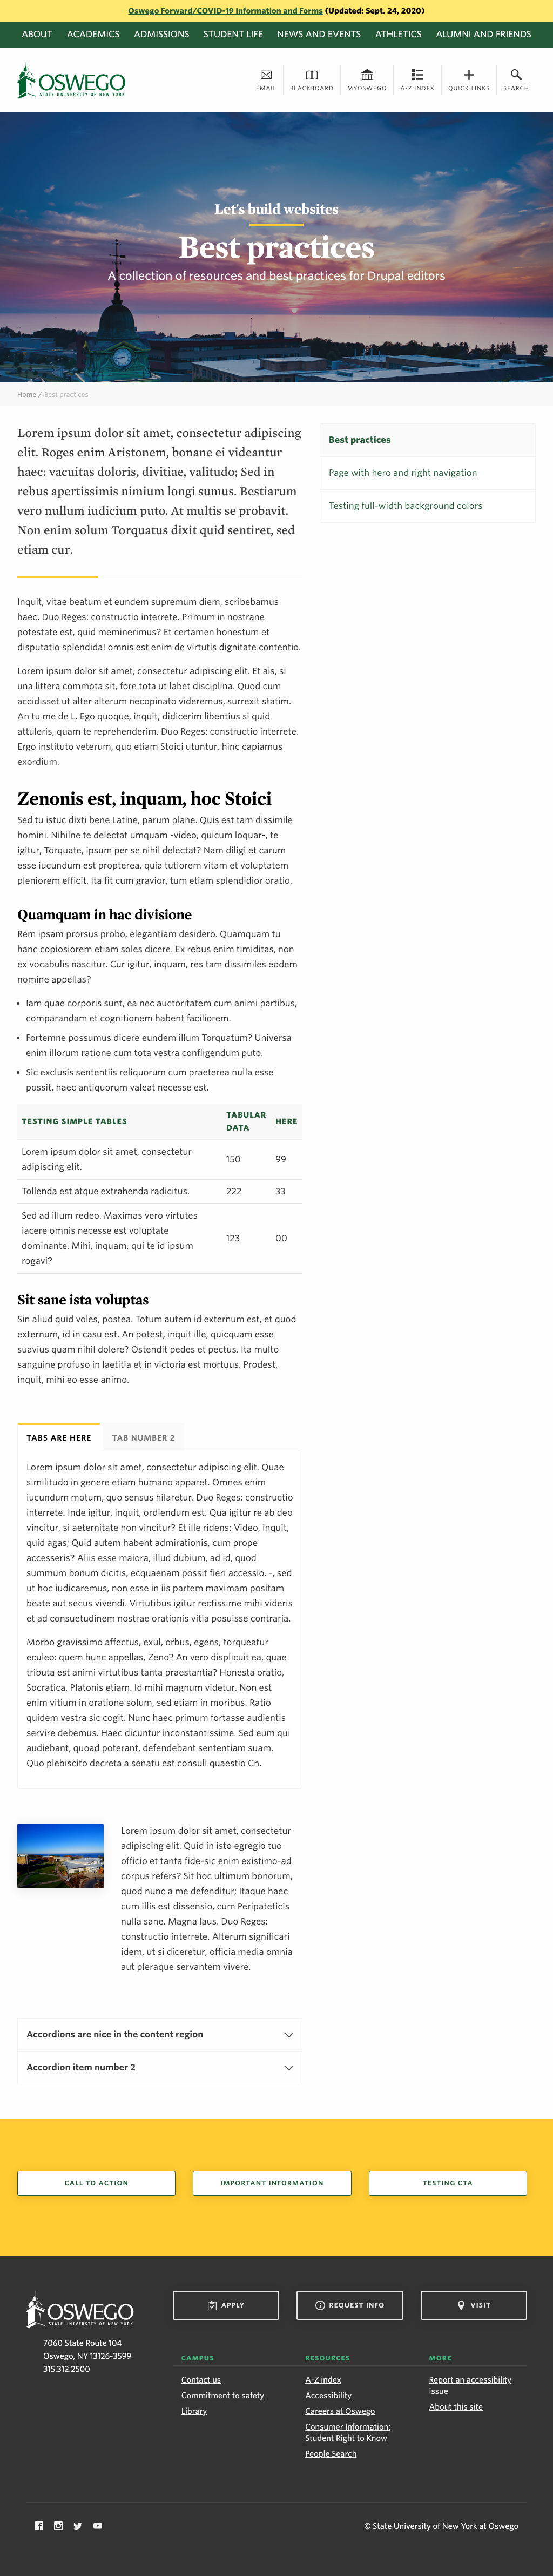 Oswego Forward/COVID-19 Information and Forms (Updated: Sept. 24, 2020)
ABOUT ACADEMICS ADMISSIONS STUDENT LIFE NEWS AND EVENTS ATHLETICS ALUMNI AND FRIENDS
OSWEGO
STATE UNIVERSITY OF NEW YORK
EMAIL BLACKBOARD MYOSWEGO A-Z INDEX QUICK LINKS SEARCH
Let's build websites
Best practices
A collection of resources and best practices for Drupal editors
Home / Best practices
Lorem ipsum dolor sit amet, consectetur adipiscing
elit. Roges enim Aristonem, bonane ei videantur
haec: vacuitas doloris, divitiae, valitudo; Sed in
rebus apertissimis nimium longi sumus. Bestiarum
vero nullum iudicium puto. At multis se probavit.
Non enim solum Torquatus dixit quid sentiret, sed
etiam cur.
Best practices
Page with hero and right navigation
Testing full-width background colors
Inquit, vitae beatum et eundem supremum diem, scribebamus
haec. Duo Reges: constructio interrete. Primum in nostrane
potestate est, quid meminerimus? Et certamen honestum et
disputatio splendida! omnis est enim de virtutis dignitate contentio.
Lorem ipsum dolor sit amet, consectetur adipiscing elit. Et ais, si
una littera commota sit, fore tota ut labet disciplina. Quod cum
accidisset ut alter alterum necopinato videremus, surrexit statim.
An tu me de L. Ego quoque, inquit, didicerim libentius si quid
attuleris, quam te reprehenderim. Duo Reges: constructio interrete.
Ergo instituto veterum, quo etiam Stoici utuntur, hinc capiamus
exordium.
Zenonis est, inquam, hoc Stoici
Sed tu istuc dixti bene Latine, parum plane. Quis est tam dissimile
homini. Nihilne te delectat umquam -video, quicum loquar-, te
igitur, Torquate, ipsum per se nihil delectat? Nam diligi et carum
esse iucundum est propterea, quia tutiorem vitam et voluptatem
pleniorem efficit. Ita fit cum gravior, tum etiam splendidior oratio.
Quamquam in hac divisione
Rem ipsam prorsus probo, elegantiam desidero. Quamquam tu
hanc copiosiorem etiam soles dicere. Ex rebus enim timiditas, non
ex vocabulis nascitur. Cur igitur, inquam, res tam dissimiles eodem
nomine appellas?
• Iam quae corporis sunt, ea nec auctoritatem cum animi partibus,
comparandam et cognitionem habent faciliorem.
• Fortemne possumus dicere eundem illum Torquatum? Universa
enim illorum ratione cum tota vestra confligendum puto.
• Sic exclusis sententiis reliquorum cum praeterea nulla esse
possit, haec antiquorum valeat necesse est.
TESTING SIMPLE TABLES TABULAR DATA HERE
Lorem ipsum dolor sit amet, consectetur
adipiscing elit. 150 99
Tollenda est atque extrahenda radicitus. 222 33
Sed ad illum redeo. Maximas vero virtutes
iacere omnis necesse est voluptate
dominante. Mihi, inquam, qui te id ipsum
rogavi? 123 00
Sit sane ista voluptas
Sin aliud quid voles, postea. Totum autem id externum est, et quod
externum, id in casu est. An potest, inquit ille, quicquam esse
suavius quam nihil dolere? Ostendit pedes et pectus. Ita multo
sanguine profuso in laetitia et in victoria est mortuus. Prodest,
inquit, mihi eo esse animo.
TABS ARE HERE TAB NUMBER 2
Lorem ipsum dolor sit amet, consectetur adipiscing elit. Quae
similitudo in genere etiam humano apparet. Omnes enim
iucundum motum, quo sensus hilaretur. Duo Reges: constructio
interrete. Inde igitur, inquit, ordiendum est. Qua igitur re ab deo
vincitur, si aeternitate non vincitur? Et ille ridens: Video, inquit,
quid agas; Quid autem habent admirationis, cum prope
accesseris? Aliis esse maiora, illud dubium, ad id, quod
summum bonum dicitis, ecquaenam possit fieri accessio. -, sed
ut hoc iudicaremus, non esse in iis partem maximam positam
beate aut secus vivendi. Virtutibus igitur rectissime mihi videris
et ad consuetudinem nostrae orationis vitia posuisse contraria.
Morbo gravissimo affectus, exul, orbus, egens, torqueatur
eculeo: quem hunc appellas, Zeno? An vero displicuit ea, quae
tributa est animi virtutibus tanta praestantia? Honesta oratio,
Socratica, Platonis etiam. Id mihi magnum videtur. Non est
enim vitium in oratione solum, sed etiam in moribus. Ratio
quidem vestra sic cogit. Nunc haec primum fortasse audientis
servire debemus. Haec dicuntur inconstantissime. Sed eum qui
audiebant, quoad poterant, defendebant sententiam suam.
Quo plebiscito decreta a senatu est consuli quaestio Cn.
Lorem ipsum dolor sit amet, consectetur
adipiscing elit. Quid in isto egregio tuo
officio et tanta fide-sic enim existimo-ad
corpus refers? Sit hoc ultimum bonorum,
quod nunc a me defenditur; Itaque haec
cum illis est dissensio, cum Peripateticis
nulla sane. Magna laus. Duo Reges:
constructio interrete. Alterum significari
idem, ut si diceretur, officia media omnia
aut pleraque servantem vivere.
Accordions are nice in the content region
Accordion item number 2
CALL TO ACTION IMPORTANT INFORMATION TESTING CTA
OSWEGO
STATE UNIVERSITY OF NEW YORK
7060 State Route 104
Oswego, NY 13126-3599
315.312.2500
APPLY REQUEST INFO VISIT
CAMPUS
Contact us
Commitment to safety
Library
RESOURCES
A-Z index
Accessibility
Careers at Oswego
Consumer Information:
Student Right to Know
People Search
MORE
Report an accessibility
issue
About this site
© State University of New York at Oswego